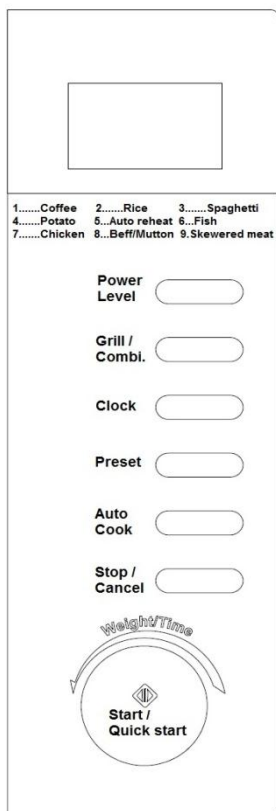 1.......Coffee 2.......Rice 3.......Spaghetti
4.......Potato 5...Auto reheat 6...Fish
7.......Chicken 8...Beff/Mutton 9.Skewered meat
Power
Level
Grill /
Combi.
Clock
Preset
Auto
Cook
Stop /
Cancel
Weight/Time
Start /
Quick start